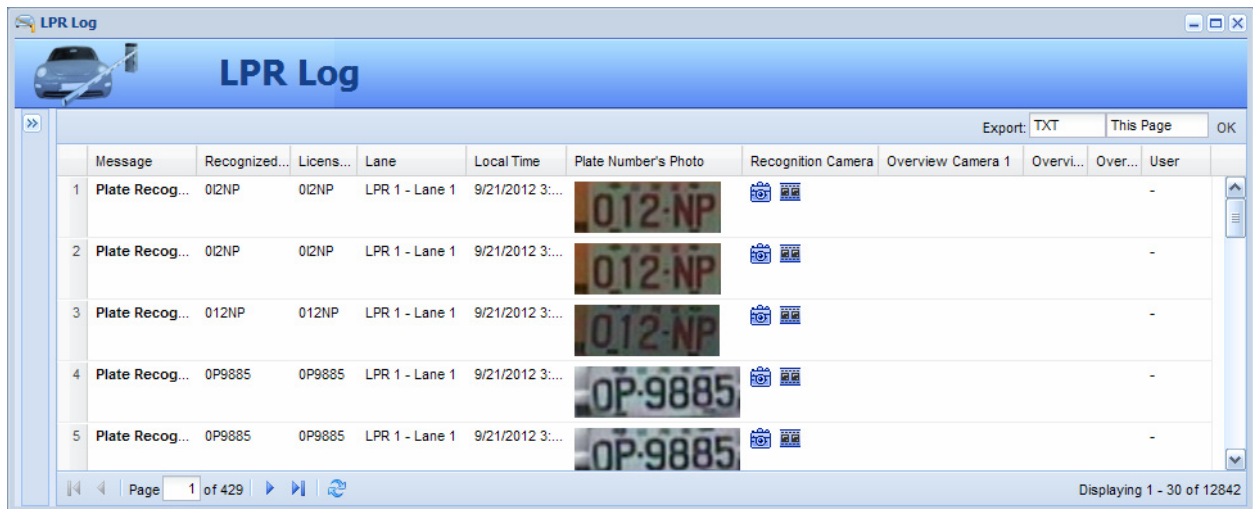 LPR Log
LPR Log
Export: TXT This Page OK
Message Recognized... Licens... Lane Local Time Plate Number's Photo Recognition Camera Overview Camera 1 Overvi... Over... User
1 Plate Recog... 0I2NP 0I2NP LPR 1 - Lane 1 9/21/2012 3:... 012-NP -
2 Plate Recog... 0I2NP 0I2NP LPR 1 - Lane 1 9/21/2012 3:... 012-NP -
3 Plate Recog... 012NP 012NP LPR 1 - Lane 1 9/21/2012 3:... 012-NP -
4 Plate Recog... 0P9885 0P9885 LPR 1 - Lane 1 9/21/2012 3:... 0P·9885 -
5 Plate Recog... 0P9885 0P9885 LPR 1 - Lane 1 9/21/2012 3:... 0P·9885 -
Page 1 of 429 Displaying 1 - 30 of 12842